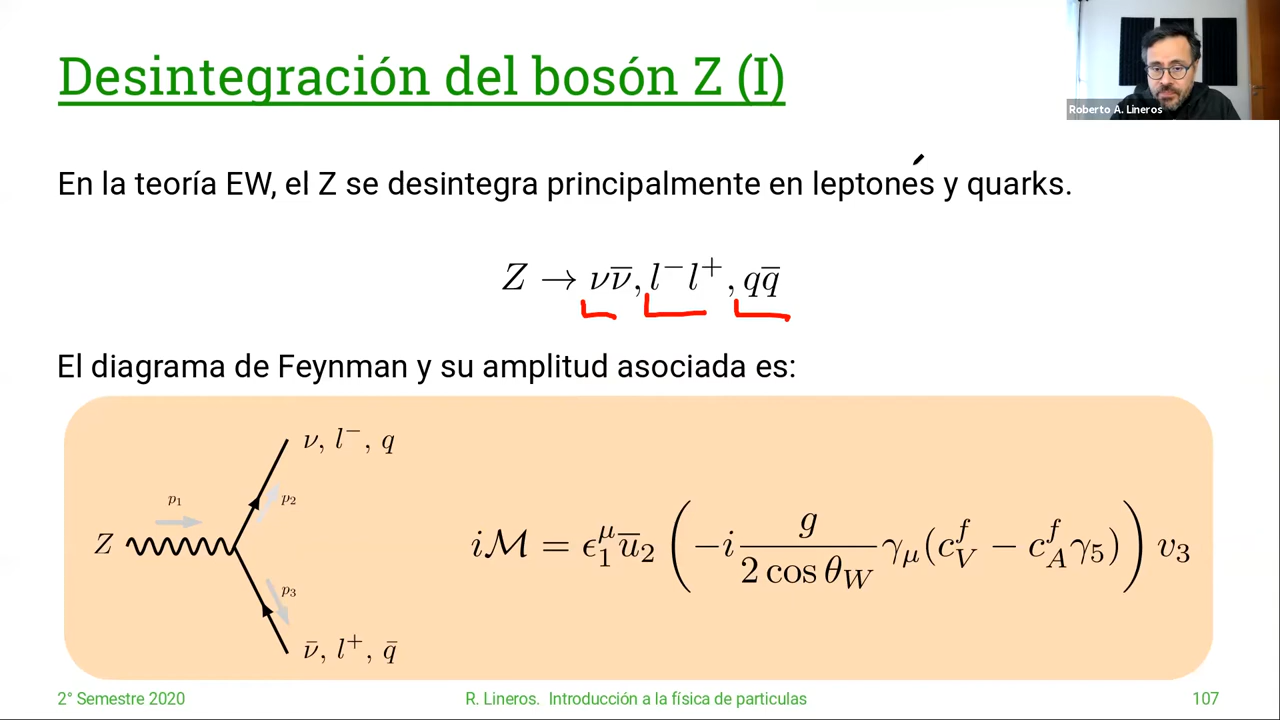 Desintegración del bosón Z (I)
Roberto A. Lineros
En la teoría EW, el Z se desintegra principalmente en leptones y quarks.
Z → νν̅, l⁻l⁺, qq̅
El diagrama de Feynman y su amplitud asociada es:
ν, l⁻, q
p₁
p₂
Z
iℳ = ϵ₁^μ u̅₂ (−i g/(2 cos θ_W) γ_μ(c_V^f − c_A^f γ₅)) v₃
p₃
ν̄, l⁺, q̄
2° Semestre 2020
R. Lineros. Introducción a la física de particulas
107